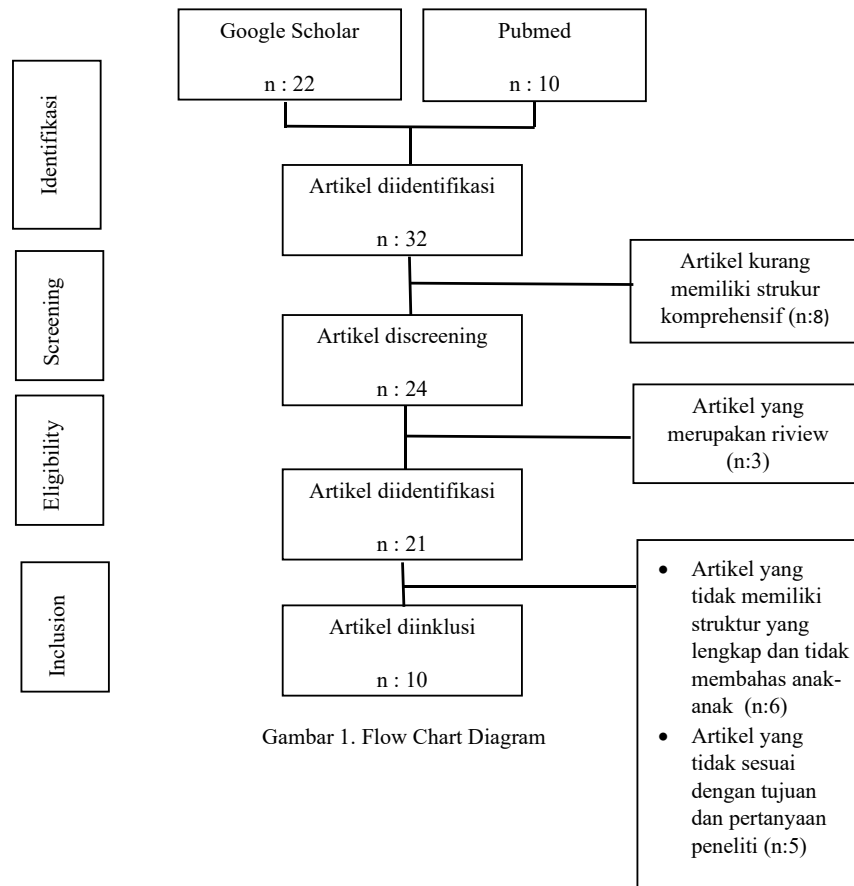 Google Scholar
n : 22
Pubmed
n : 10
Identifikasi
Artikel diidentifikasi
n : 32
Artikel kurang
memiliki strukur
komprehensif (n:8)
Screening
Artikel discreening
n : 24
Artikel yang
merupakan riview
(n:3)
Eligibility
Artikel diidentifikasi
n : 21
• Artikel yang
tidak memiliki
struktur yang
lengkap dan tidak
membahas anak-
anak (n:6)
• Artikel yang
tidak sesuai
dengan tujuan
dan pertanyaan
peneliti (n:5)
Inclusion
Artikel diinklusi
n : 10
Gambar 1. Flow Chart Diagram